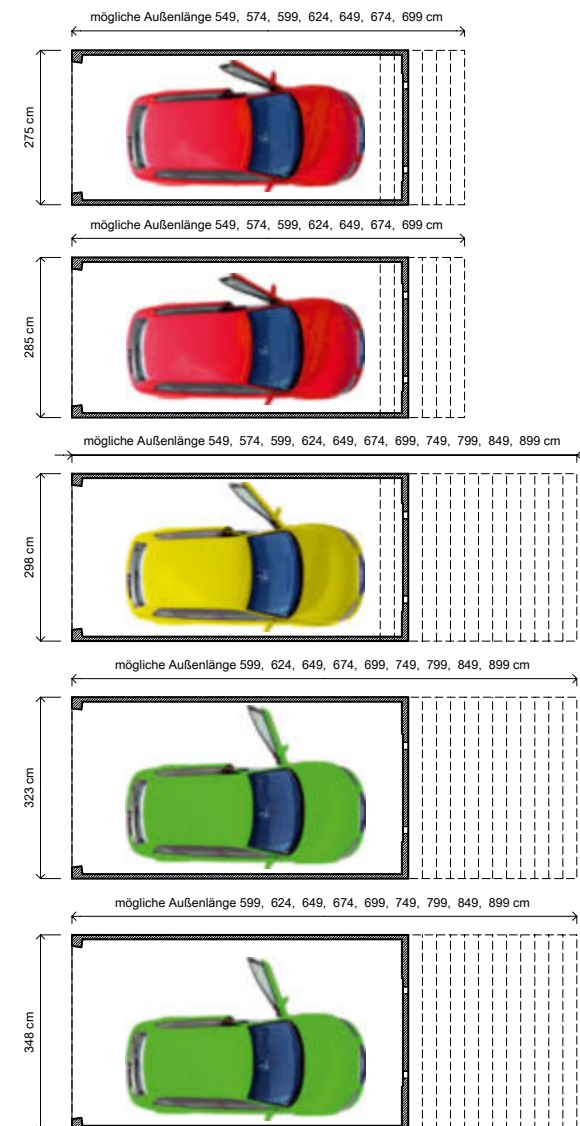 mögliche Außenlänge 549, 574, 599, 624, 649, 674, 699 cm
275 cm
mögliche Außenlänge 549, 574, 599, 624, 649, 674, 699 cm
285 cm
mögliche Außenlänge 549, 574, 599, 624, 649, 674, 699, 749, 799, 849, 899 cm
298 cm
mögliche Außenlänge 599, 624, 649, 674, 699, 749, 799, 849, 899 cm
323 cm
mögliche Außenlänge 599, 624, 649, 674, 699, 749, 799, 849, 899 cm
348 cm